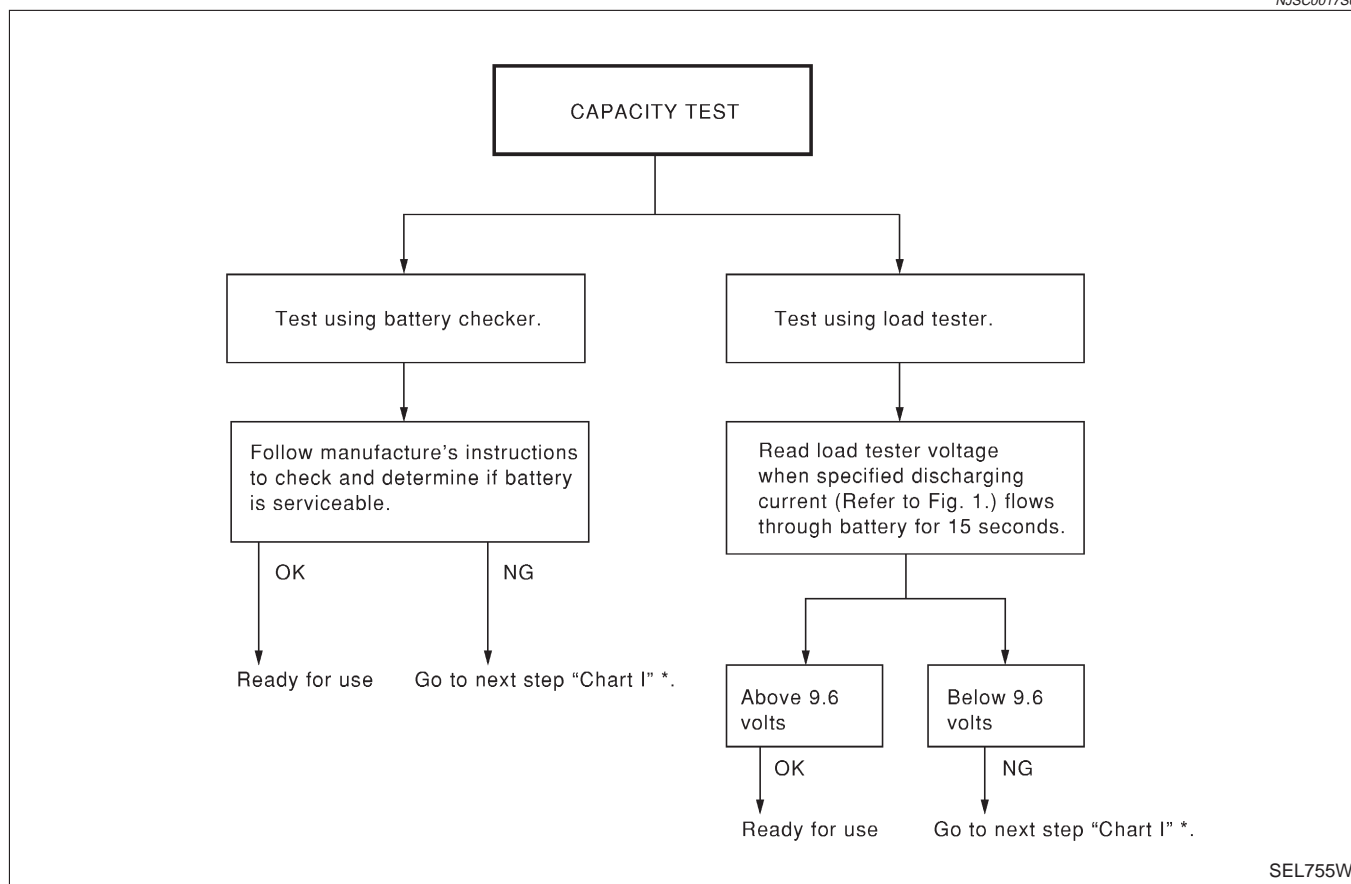 CAPACITY TEST
Test using battery checker.
Test using load tester.
Follow manufacture's instructions
to check and determine if battery
is serviceable.
Read load tester voltage
when specified discharging
current (Refer to Fig. 1.) flows
through battery for 15 seconds.
OK
NG
Ready for use
Go to next step “Chart I” *.
Above 9.6
volts
Below 9.6
volts
OK
NG
Ready for use
Go to next step “Chart I” *.
SEL755W